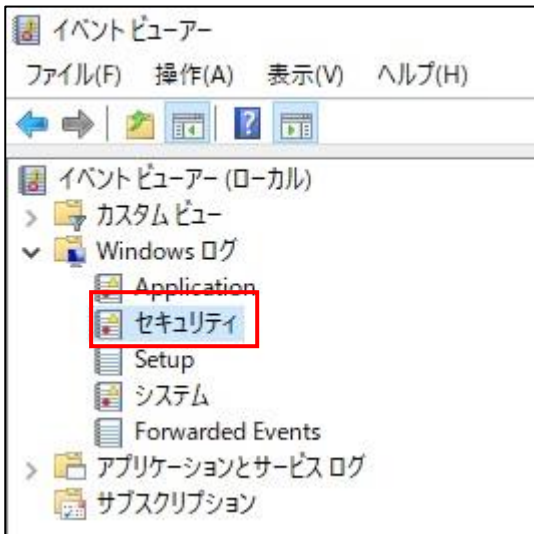 イベント ビューアー
ファイル(F) 操作(A) 表示(V) ヘルプ(H)
イベント ビューアー (ローカル)
カスタム ビュー
Windows ログ
Application
セキュリティ
Setup
システム
Forwarded Events
アプリケーションとサービス ログ
サブスクリプション